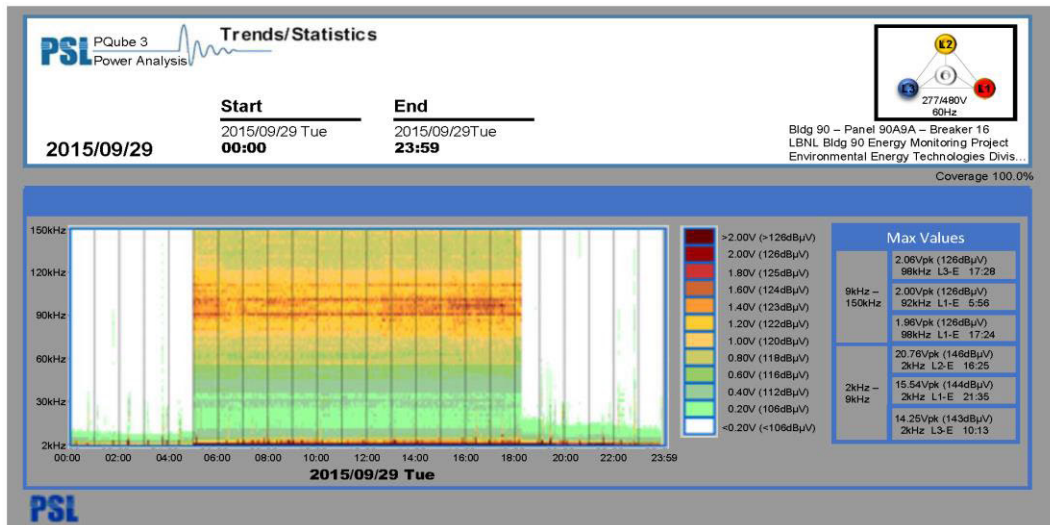 PSL PQube 3
Power Analysis
Trends/Statistics
Start
End
2015/09/29 Tue
2015/09/29Tue
2015/09/29
00:00
23:59
L2
L3
L1
277/480V
60Hz
Bldg 90 – Panel 90A9A – Breaker 16
LBNL Bldg 90 Energy Monitoring Project
Environmental Energy Technologies Divis...
Coverage 100.0%
150kHz
120kHz
90kHz
60kHz
30kHz
2kHz
00:00 02:00 04:00 06:00 08:00 10:00 12:00 14:00 16:00 18:00 20:00 22:00 23:59
2015/09/29 Tue
>2.00V (>126dBµV)
2.00V (126dBµV)
1.80V (125dBµV)
1.60V (124dBµV)
1.40V (123dBµV)
1.20V (122dBµV)
1.00V (120dBµV)
0.80V (118dBµV)
0.60V (116dBµV)
0.40V (112dBµV)
0.20V (106dBµV)
<0.20V (<106dBµV)
Max Values
9kHz –
150kHz
2.06Vpk (126dBµV)
98kHz L3-E 17:28
2.00Vpk (126dBµV)
92kHz L1-E 5:56
1.96Vpk (126dBµV)
98kHz L1-E 17:24
2kHz –
9kHz
20.76Vpk (146dBµV)
2kHz L2-E 16:25
15.54Vpk (144dBµV)
2kHz L1-E 21:35
14.25Vpk (143dBµV)
2kHz L3-E 10:13
PSL